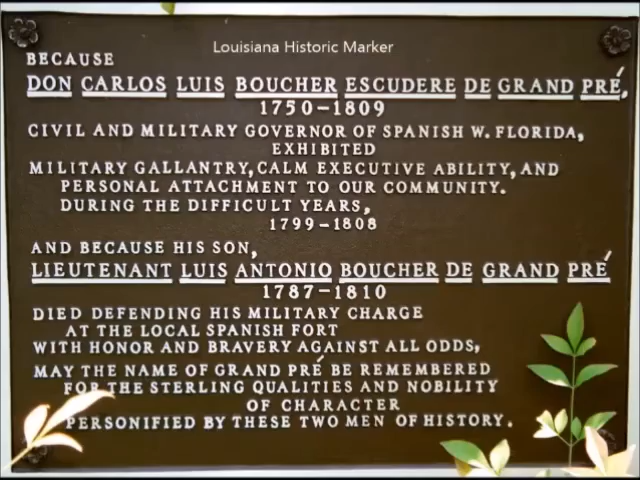 Louisiana Historic Marker
BECAUSE
DON CARLOS LUIS BOUCHER ESCUDERE DE GRAND PRÉ,
1750-1809
CIVIL AND MILITARY GOVERNOR OF SPANISH W. FLORIDA,
EXHIBITED
MILITARY GALLANTRY, CALM EXECUTIVE ABILITY, AND
PERSONAL ATTACHMENT TO OUR COMMUNITY.
DURING THE DIFFICULT YEARS,
1799-1808
AND BECAUSE HIS SON,
LIEUTENANT LUIS ANTONIO BOUCHER DE GRAND PRÉ
1787-1810
DIED DEFENDING HIS MILITARY CHARGE
AT THE LOCAL SPANISH FORT
WITH HONOR AND BRAVERY AGAINST ALL ODDS,
MAY THE NAME OF GRAND PRÉ BE REMEMBERED
FOR THE STERLING QUALITIES AND NOBILITY
OF CHARACTER
PERSONIFIED BY THESE TWO MEN OF HISTORY.